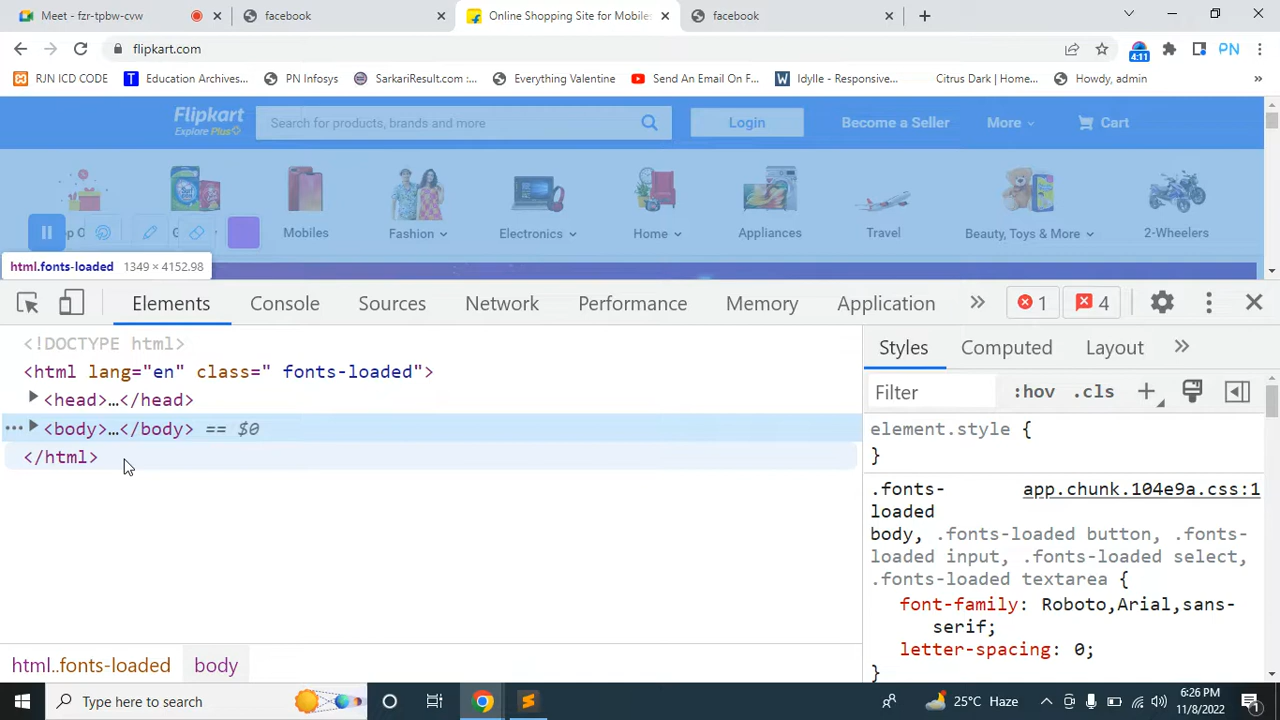 Meet - fzr-tpbw-cvw
facebook
Online Shopping Site for Mobile
facebook
flipkart.com
4:11
PN
RJN ICD CODE
T Education Archives...
PN Infosys
SarkariResult.com :...
Everything Valentine
Send An Email On F...
W Idylle - Responsive...
Citrus Dark | Home...
Howdy, admin
»
Flipkart
Explore Plus
Search for products, brands and more
Login
Become a Seller
More
Cart
Mobiles
Fashion
Electronics
Home
Appliances
Travel
Beauty, Toys & More
2-Wheelers
html.fonts-loaded 1349 × 4152.98
Elements
Console
Sources
Network
Performance
Memory
Application
»
1
4
<!DOCTYPE html>
<html lang="en" class=" fonts-loaded">
<head>…</head>
<body>…</body> == $0
</html>
Styles
Computed
Layout
»
Filter
:hov
.cls
element.style {
}
.fonts- app.chunk.104e9a.css:1
loaded
body, .fonts-loaded button, .fonts-
loaded input, .fonts-loaded select,
.fonts-loaded textarea {
font-family: Roboto,Arial,sans-
serif;
letter-spacing: 0;
}
html..fonts-loaded
body
Type here to search
25°C Haze
6:26 PM
11/8/2022
1